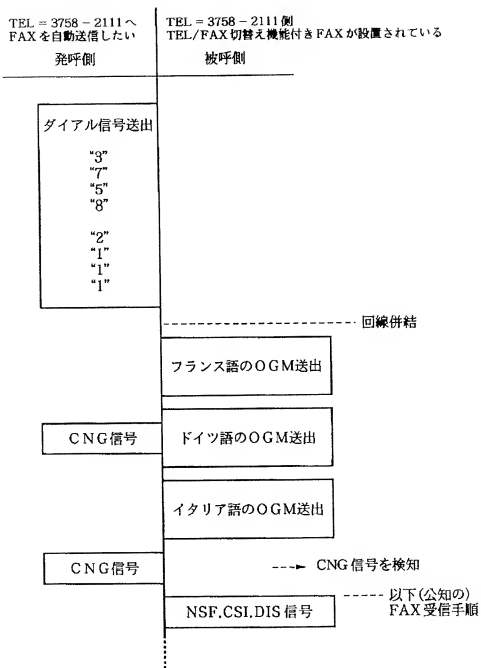 TEL = 3758 - 2111へ
FAXを自動送信したい
発呼側
TEL = 3758 - 2111側
TEL/FAX切替え機能付きFAXが設置されている
被呼側
ダイアル信号送出
“3”
“7”
“5”
“8”
“2”
“1”
“1”
“1”
回線併結
フランス語のOGM送出
CNG信号
ドイツ語のOGM送出
イタリア語のOGM送出
CNG信号
CNG信号を検知
以下(公知の)
FAX受信手順
NSF,CSI,DIS信号